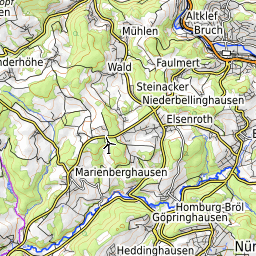 Altklef
Bruch
Mühlen
nderhöhe
Wald
Faulmert
Steinacker
Niederbellinghausen
Elsenroth
Marienberghausen
Homburg-Bröl
Göpringhausen
Heddinghausen
Nür